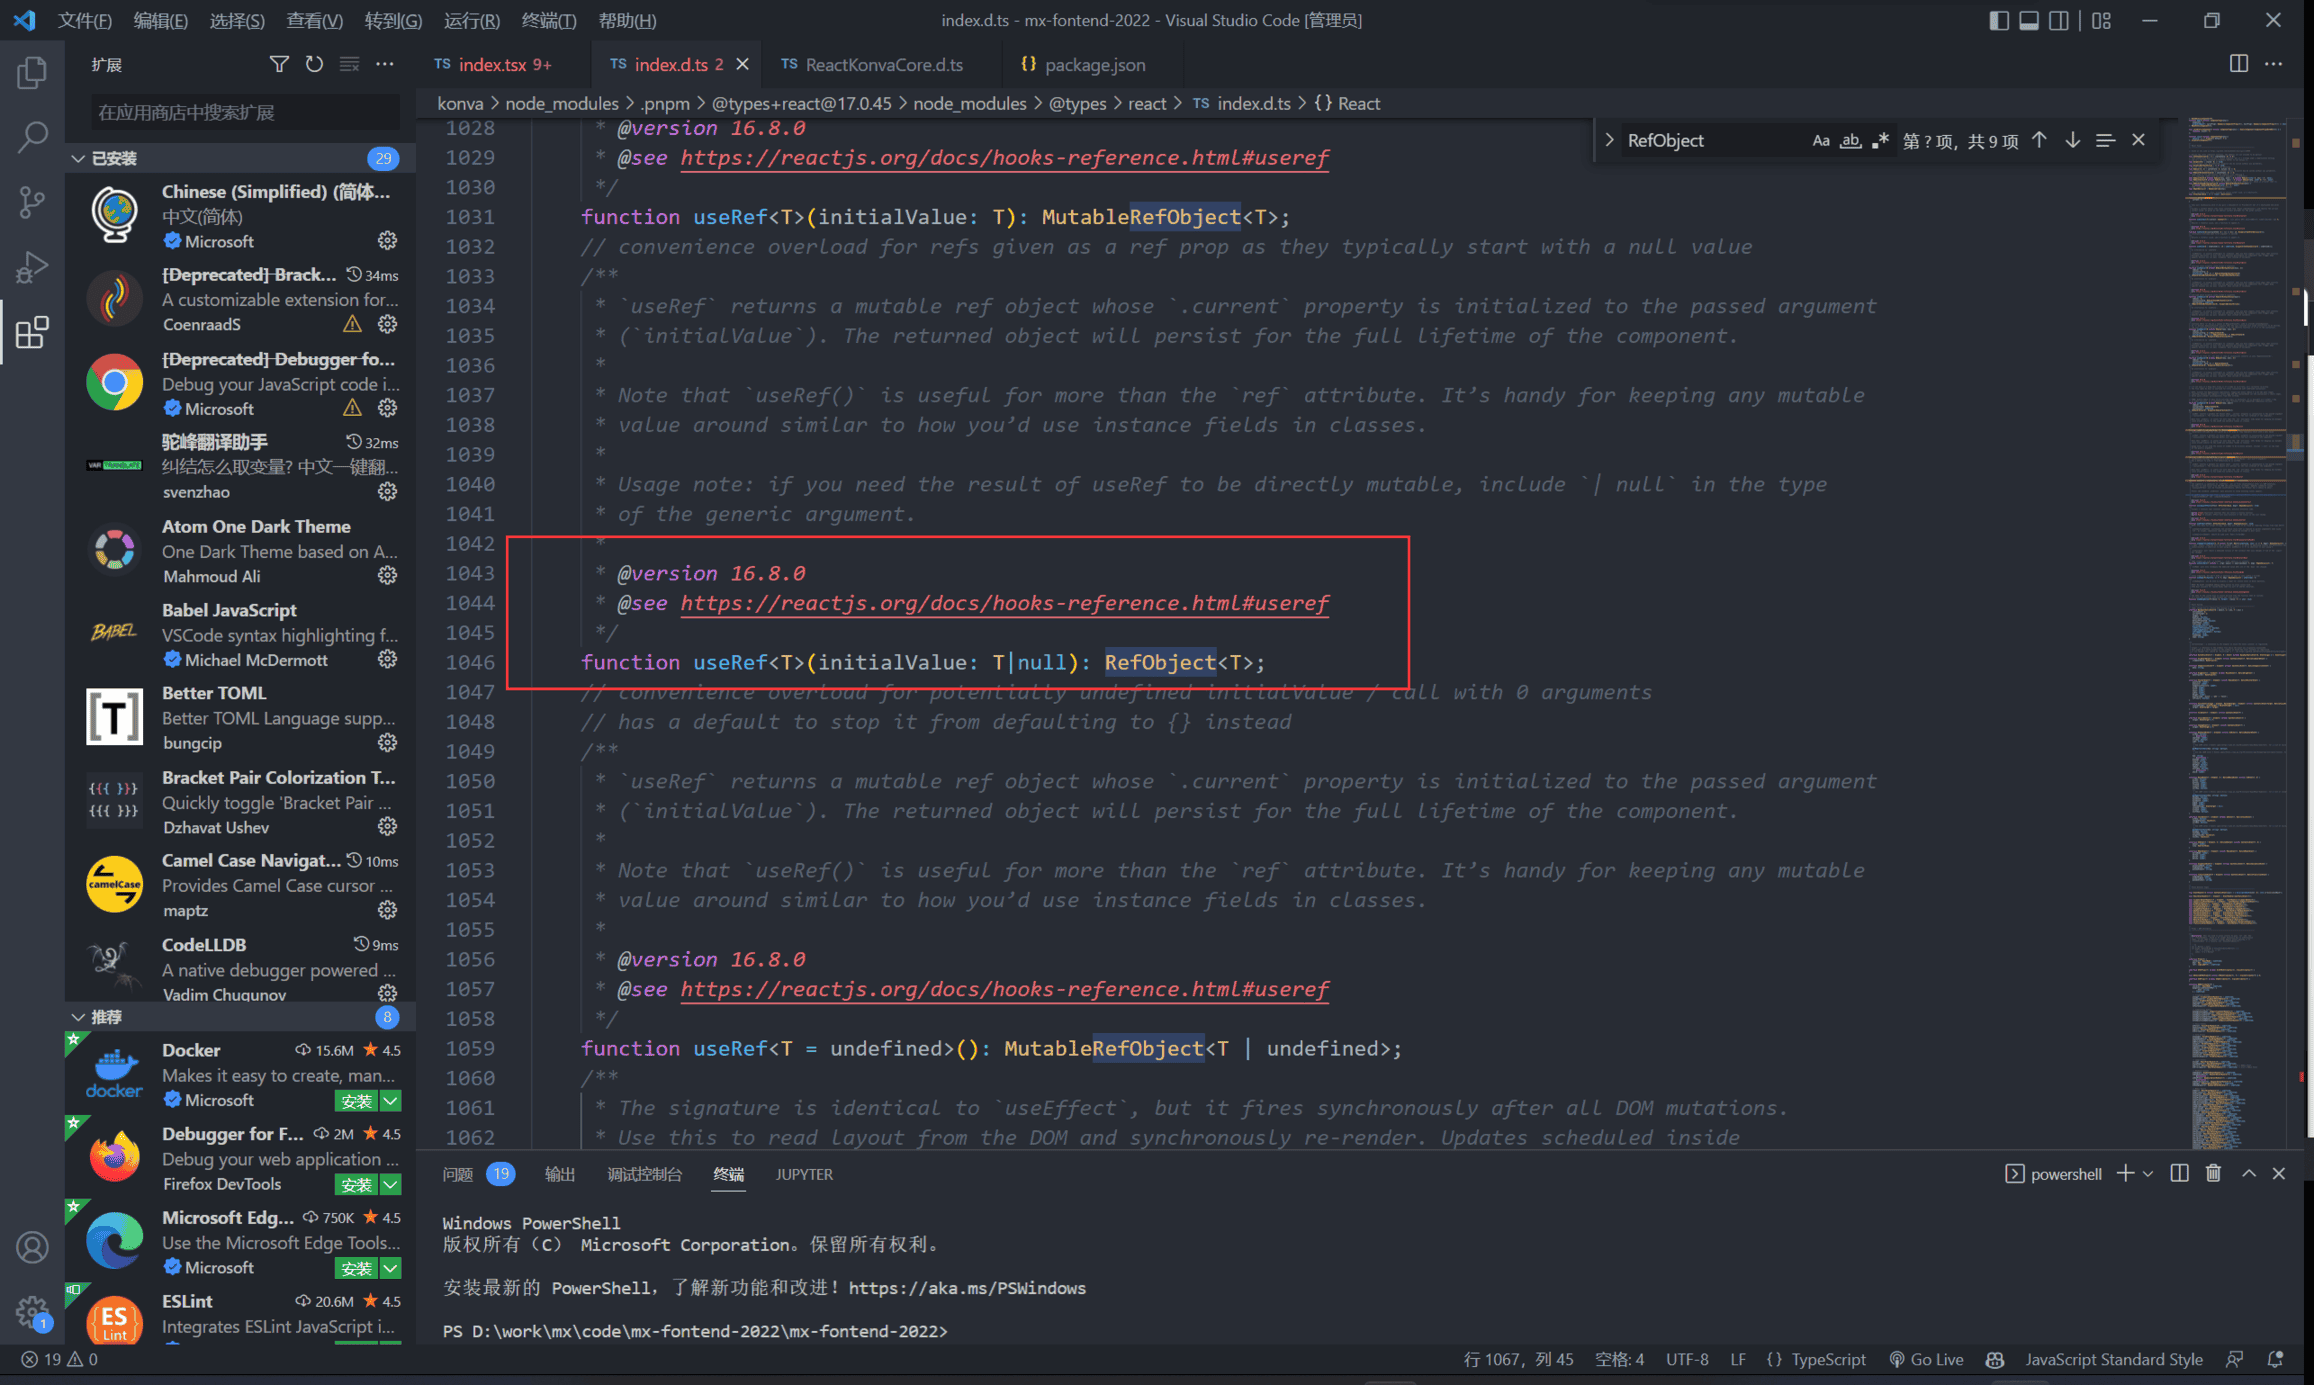 文件(F) 编辑(E) 选择(S) 查看(V) 转到(G) 运行(R) 终端(T) 帮助(H) index.d.ts - mx-fontend-2022 - Visual Studio Code [管理员]
扩展
在应用商店中搜索扩展
已安装 29
Chinese (Simplified) (简体...
中文(简体)
Microsoft
[Deprecated] Brack... 34ms
A customizable extension for...
CoenraadS
[Deprecated] Debugger fo...
Debug your JavaScript code i...
Microsoft
驼峰翻译助手 32ms
VAR TRANSLATE
纠结怎么取变量? 中文一键翻...
svenzhao
Atom One Dark Theme
One Dark Theme based on A...
Mahmoud Ali
Babel JavaScript
BABEL
VSCode syntax highlighting f...
Michael McDermott
Better TOML
[T]
Better TOML Language supp...
bungcip
Bracket Pair Colorization T...
{{{ }}}
{{{ }}}
Quickly toggle 'Bracket Pair ...
Dzhavat Ushev
Camel Case Navigat... 10ms
camelCase
Provides Camel Case cursor ...
maptz
CodeLLDB 9ms
A native debugger powered ...
Vadim Chugunov
推荐 8
Docker 15.6M 4.5
Makes it easy to create, man...
docker
Microsoft 安装
Debugger for F... 2M 4.5
Debug your web application ...
Firefox DevTools 安装
Microsoft Edg... 750K 4.5
Use the Microsoft Edge Tools...
Microsoft 安装
ESLint 20.6M 4.5
{ES}
Lint
Integrates ESLint JavaScript i...
1
TS index.tsx 9+ TS index.d.ts 2 TS ReactKonvaCore.d.ts {} package.json
konva > node_modules > .pnpm > @types+react@17.0.45 > node_modules > @types > react > TS index.d.ts > {} React
RefObject Aa ab .* 第 ? 项, 共 9 项
1028 * @version 16.8.0
1029 * @see https://reactjs.org/docs/hooks-reference.html#useref
1030 */
1031 function useRef<T>(initialValue: T): MutableRefObject<T>;
1032 // convenience overload for refs given as a ref prop as they typically start with a null value
1033 /**
1034 * `useRef` returns a mutable ref object whose `.current` property is initialized to the passed argument
1035 * (`initialValue`). The returned object will persist for the full lifetime of the component.
1036 *
1037 * Note that `useRef()` is useful for more than the `ref` attribute. It’s handy for keeping any mutable
1038 * value around similar to how you’d use instance fields in classes.
1039 *
1040 * Usage note: if you need the result of useRef to be directly mutable, include `| null` in the type
1041 * of the generic argument.
1042 *
1043 * @version 16.8.0
1044 * @see https://reactjs.org/docs/hooks-reference.html#useref
1045 */
1046 function useRef<T>(initialValue: T|null): RefObject<T>;
1047 // convenience overload for potentially undefined initialValue / call with 0 arguments
1048 // has a default to stop it from defaulting to {} instead
1049 /**
1050 * `useRef` returns a mutable ref object whose `.current` property is initialized to the passed argument
1051 * (`initialValue`). The returned object will persist for the full lifetime of the component.
1052 *
1053 * Note that `useRef()` is useful for more than the `ref` attribute. It’s handy for keeping any mutable
1054 * value around similar to how you’d use instance fields in classes.
1055 *
1056 * @version 16.8.0
1057 * @see https://reactjs.org/docs/hooks-reference.html#useref
1058 */
1059 function useRef<T = undefined>(): MutableRefObject<T | undefined>;
1060 /**
1061 * The signature is identical to `useEffect`, but it fires synchronously after all DOM mutations.
1062 * Use this to read layout from the DOM and synchronously re-render. Updates scheduled inside
问题 19 输出 调试控制台 终端 JUPYTER powershell
Windows PowerShell
版权所有 (C) Microsoft Corporation。保留所有权利。
安装最新的 PowerShell，了解新功能和改进！https://aka.ms/PSWindows
PS D:\work\mx\code\mx-fontend-2022\mx-fontend-2022>
19 0 行 1067, 列 45 空格: 4 UTF-8 LF {} TypeScript Go Live JavaScript Standard Style